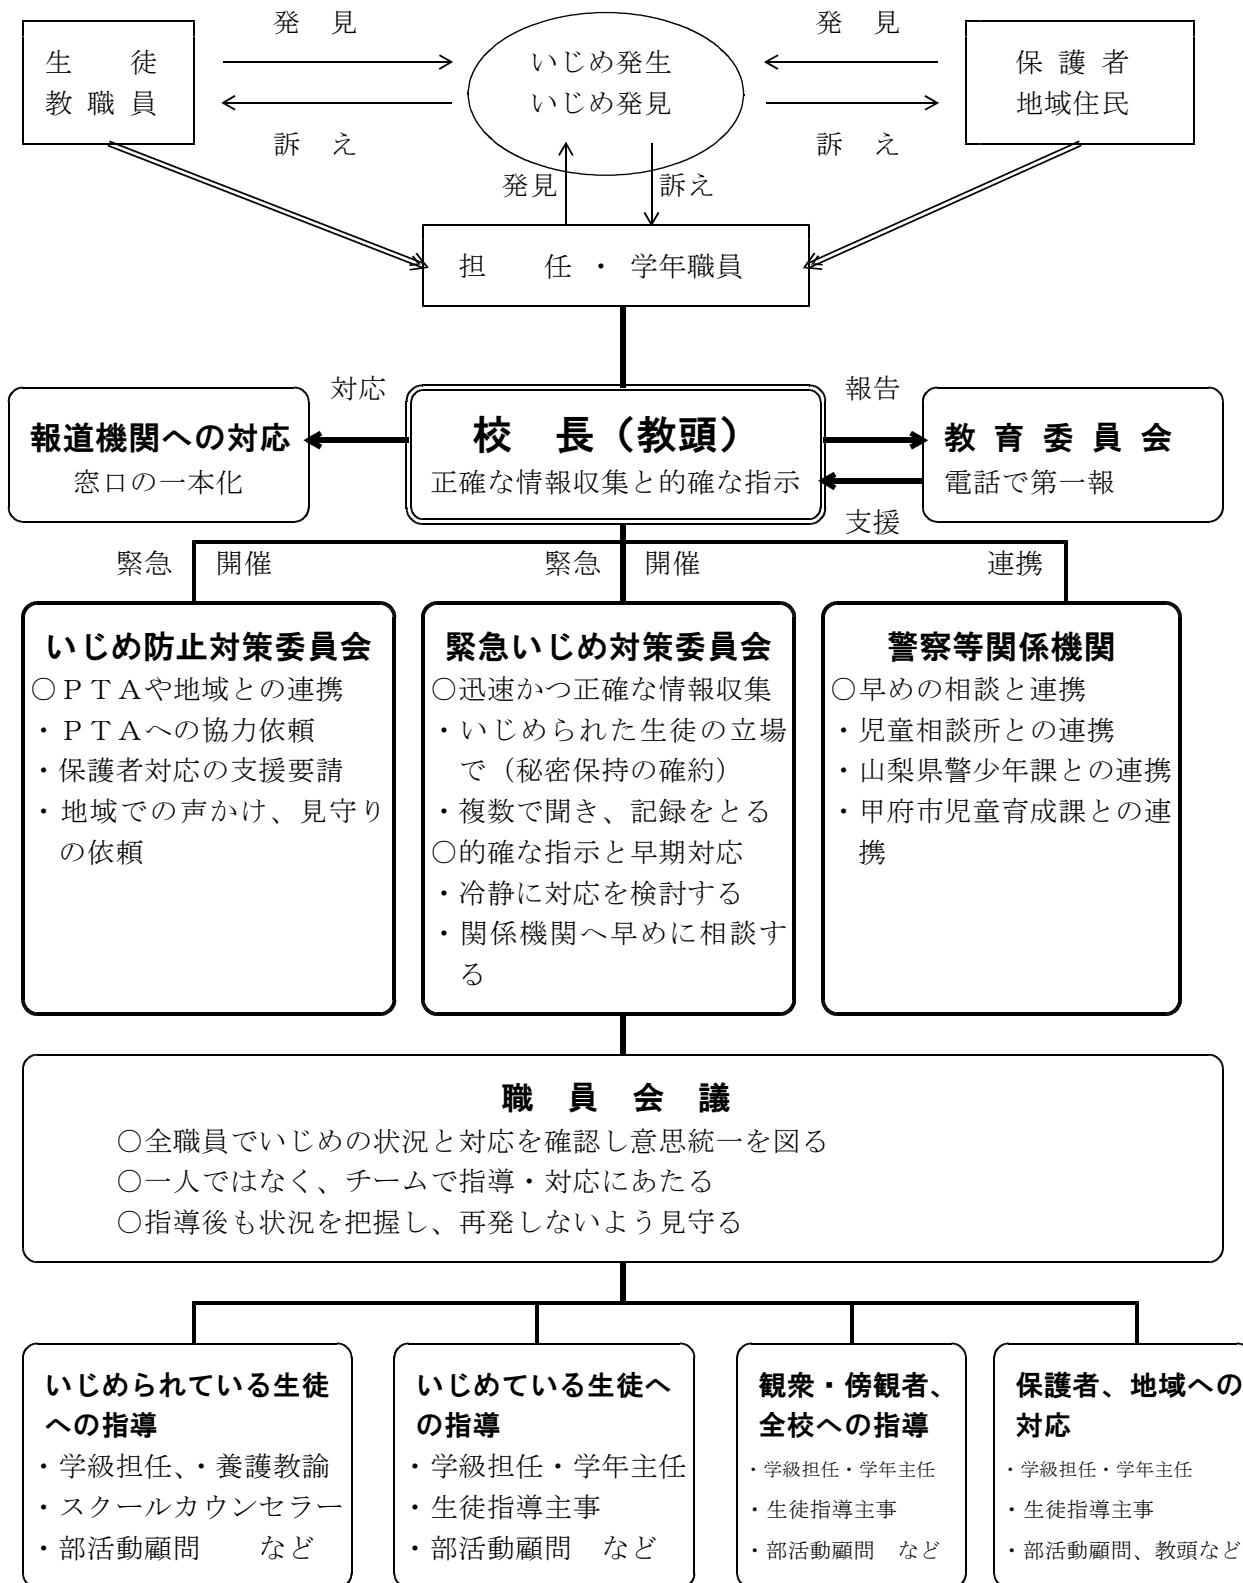 発　見
発　見
生　　徒
教 職 員
いじめ発生
いじめ発見
保 護 者
地域住民
訴　え
訴　え
発見
訴え
担　　任 ・ 学年職員
対応
報告
報道機関への対応
窓口の一本化
校　長（教頭）
正確な情報収集と的確な指示
教 育 委 員 会
電話で第一報
支援
緊急　開催
緊急　開催
連携
いじめ防止対策委員会
○ＰＴＡや地域との連携
・ＰＴＡへの協力依頼
・保護者対応の支援要請
・地域での声かけ、見守り
の依頼
緊急いじめ対策委員会
○迅速かつ正確な情報収集
・いじめられた生徒の立場
で（秘密保持の確約）
・複数で聞き、記録をとる
○的確な指示と早期対応
・冷静に対応を検討する
・関係機関へ早めに相談す
る
警察等関係機関
○早めの相談と連携
・児童相談所との連携
・山梨県警少年課との連携
・甲府市児童育成課との連
携
職　員　会　議
○全職員でいじめの状況と対応を確認し意思統一を図る
○一人ではなく、チームで指導・対応にあたる
○指導後も状況を把握し、再発しないよう見守る
いじめられている生徒
への指導
・学級担任、・養護教諭
・スクールカウンセラー
・部活動顧問　　など
いじめている生徒へ
の指導
・学級担任・学年主任
・生徒指導主事
・部活動顧問　など
観衆・傍観者、
全校への指導
・学級担任・学年主任
・生徒指導主事
・部活動顧問　など
保護者、地域への
対応
・学級担任・学年主任
・生徒指導主事
・部活動顧問、教頭など